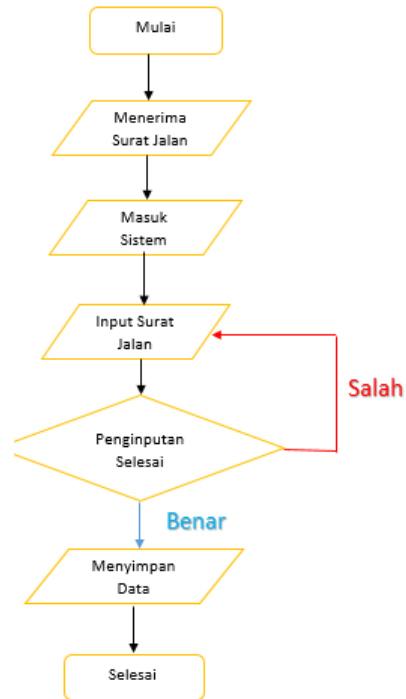 Mulai
Menerima
Surat Jalan
Masuk
Sistem
Input Surat
Jalan
Salah
Penginputan
Selesai
Benar
Menyimpan
Data
Selesai